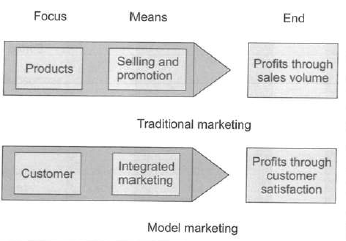 Focus Means End
Products
Selling and
promotion
Profits through
sales volume
Traditional marketing
Customer
Integrated
marketing
Profits through
customer
satisfaction
Model marketing